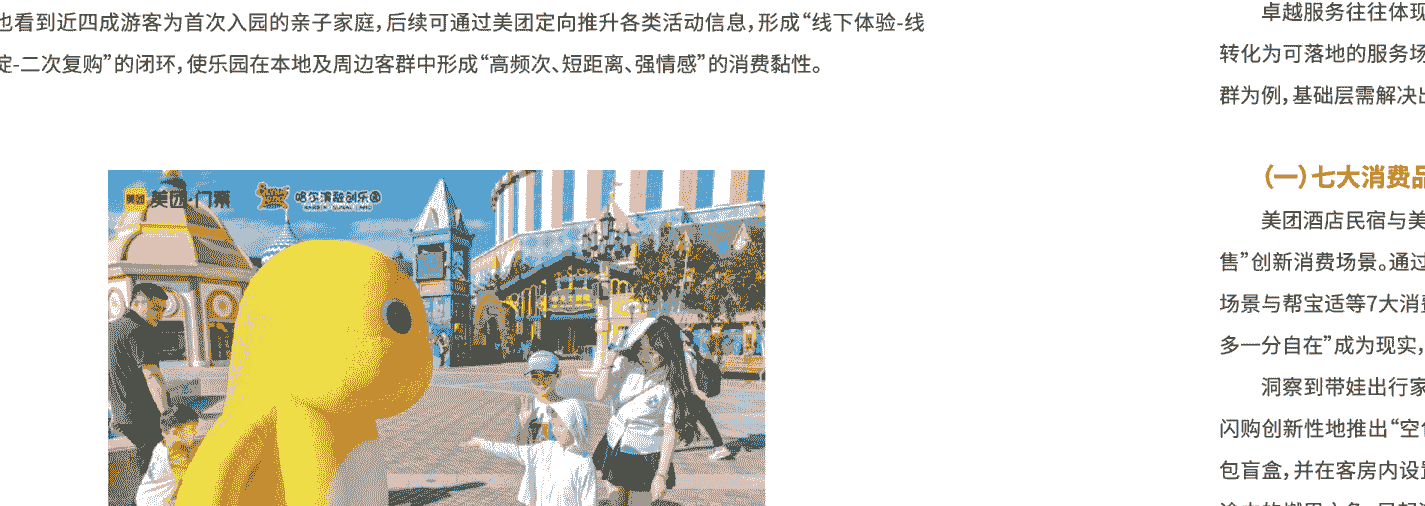 也看到近四成游客为首次入园的亲子家庭，后续可通过美团定向推升各类活动信息，形成“线下体验-线
-二次复购”的闭环，使乐园在本地及周边客群中形成“高频次、短距离、强情感”的消费黏性。
美团 美团·门票
哈尔滨融创乐园
卓越服务往往体现
转化为可落地的服务场
群为例，基础层需解决
（一）七大消费品
美团酒店民宿与美
售”创新消费场景。通过
场景与帮宝适等7大消费
多一分自在”成为现实，
洞察到带娃出行家
闪购创新性地推出“空
包盲盒，并在客房内设置